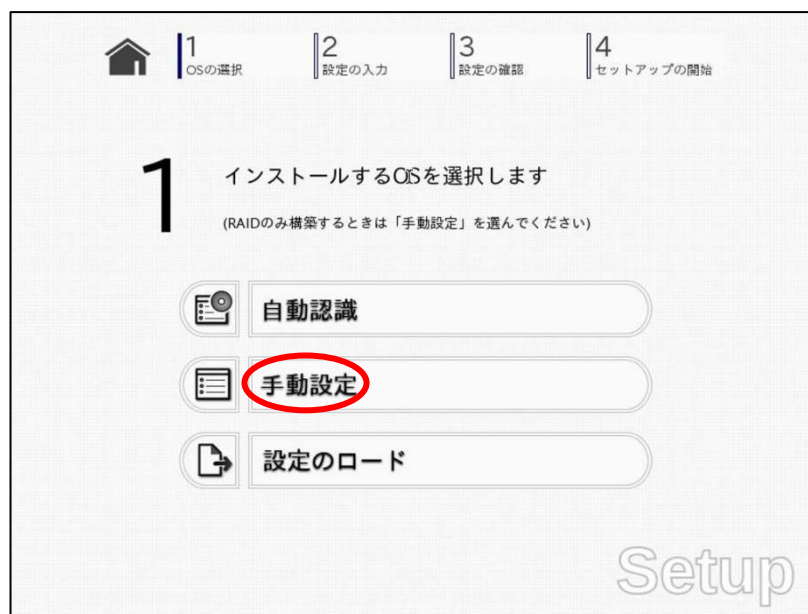 1
OSの選択
2
設定の入力
3
設定の確認
4
セットアップの開始
1
インストールするOSを選択します
(RAIDのみ構築するときは「手動設定」を選んでください)
自動認識
手動設定
設定のロード
Setup